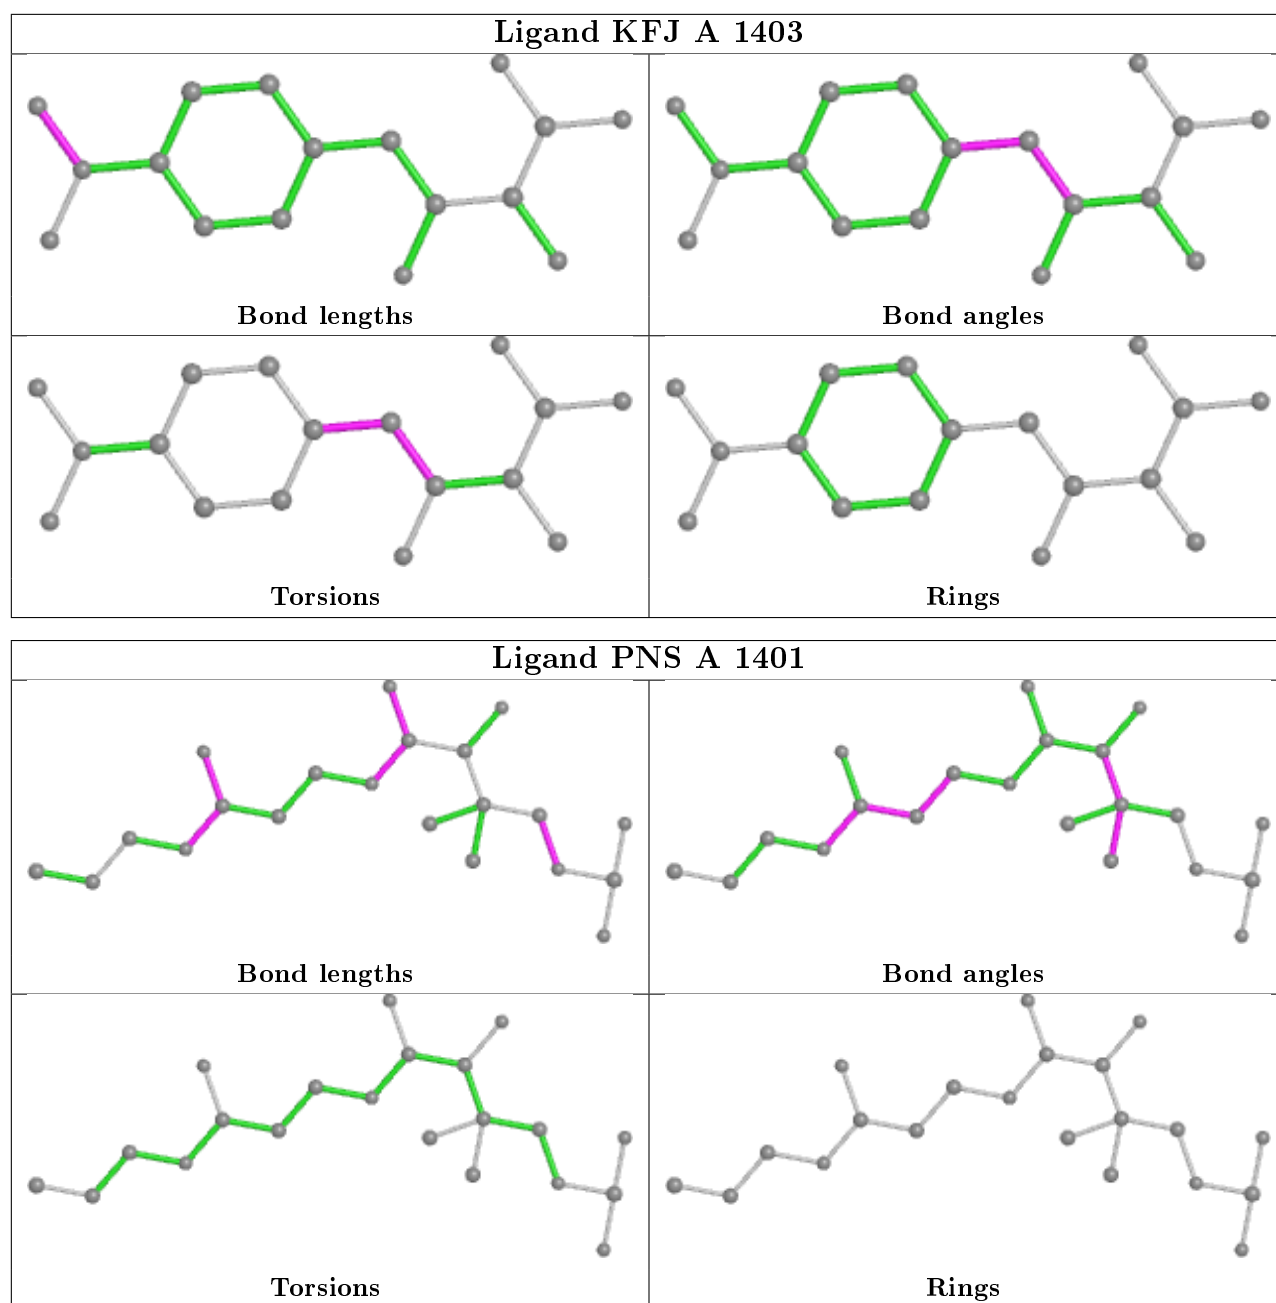 Ligand KFJ A 1403
Bond lengths
Bond angles
Torsions
Rings
Ligand PNS A 1401
Bond lengths
Bond angles
Torsions
Rings